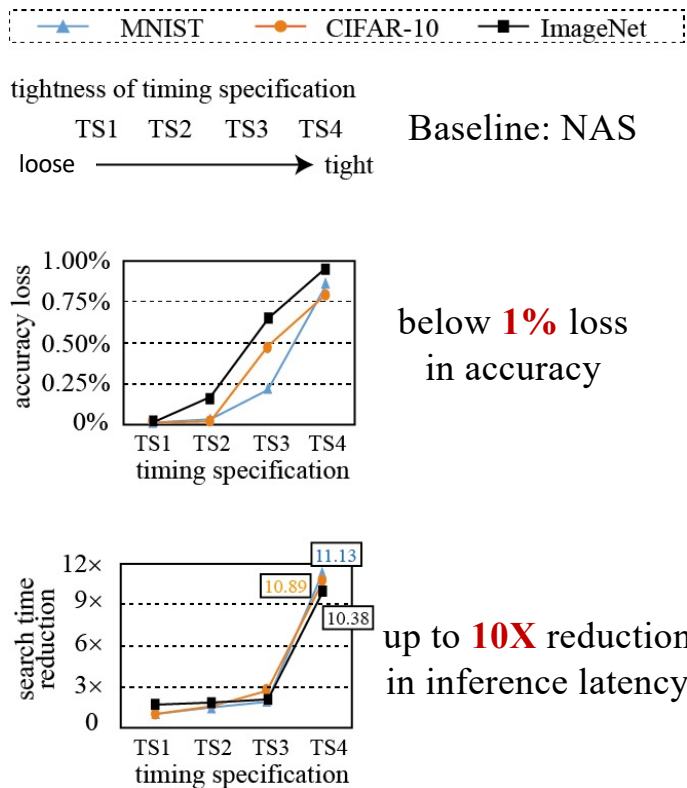 MNIST CIFAR-10 ImageNet
tightness of timing specification
TS1 TS2 TS3 TS4
loose tight
Baseline: NAS
accuracy loss
1.00%
0.75%
0.50%
0.25%
0%
TS1 TS2 TS3 TS4
timing specification
below 1% loss
in accuracy
search time
reduction
12×
9×
6×
3×
0
11.13
10.89
10.38
TS1 TS2 TS3 TS4
timing specification
up to 10X reduction
in inference latency